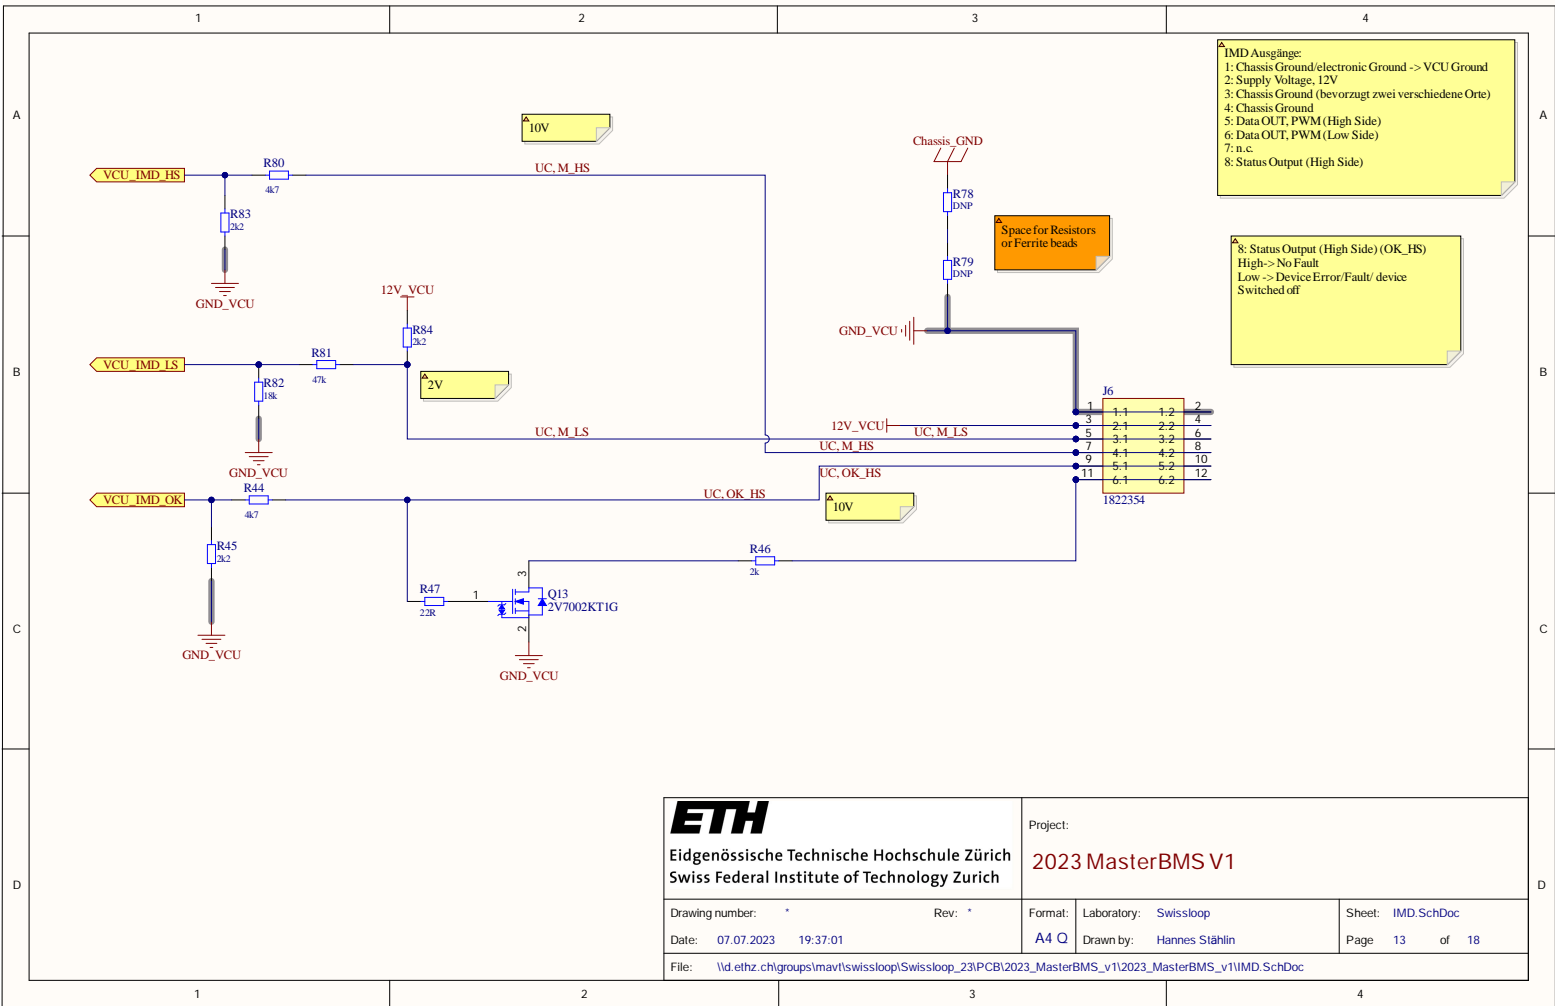 1 2 3 4
A
A
IMD Ausgänge:
1: Chassis Ground/electronic Ground -> VCU Ground
2: Supply Voltage, 12V
3: Chassis Ground (bevorzugt zwei verschiedene Orte)
4: Chassis Ground
5: Data OUT, PWM (High Side)
6: Data OUT, PWM (Low Side)
7: n.c.
8: Status Output (High Side)
10V
Chassis_GND
VCU_IMD_HS
R80
4k7
UC, M_HS
R83
2k2
GND_VCU
R78
DNP
Space for Resistors
or Ferrite beads
R79
DNP
8: Status Output (High Side) (OK_HS)
High-> No Fault
Low -> Device Error/Fault/ device
Switched off
12V_VCU
R84
2k2
GND_VCU
B
B
VCU_IMD_LS
R81
47k
R82
18k
GND_VCU
2V
UC, M_LS
J6
12V_VCU
UC, M_LS
UC, M_HS
UC, OK_HS
1 1.1 1.2 2
3 2.1 2.2 4
5 3.1 3.2 6
7 4.1 4.2 8
9 5.1 5.2 10
11 6.1 6.2 12
1822354
VCU_IMD_OK
R44
4k7
UC, OK_HS
10V
R45
2k2
GND_VCU
R46
2k
R47
22R
1
3
2
Q13
2V7002KT1G
GND_VCU
C
C
D
D
ETH
Eidgenössische Technische Hochschule Zürich
Swiss Federal Institute of Technology Zurich
Project:
2023 MasterBMS V1
Drawing number: * Rev: *
Date: 07.07.2023 19:37:01
Format:
A4 Q
Laboratory: Swissloop
Drawn by: Hannes Stählin
Sheet: IMD.SchDoc
Page 13 of 18
File: \\d.ethz.ch\groups\mavt\swissloop\Swissloop_23\PCB\2023_MasterBMS_v1\2023_MasterBMS_v1\IMD.SchDoc
1 2 3 4